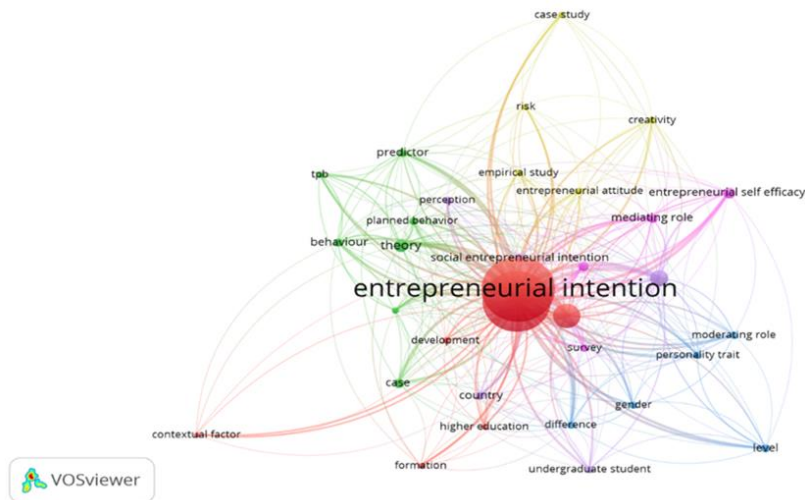 case study
risk
creativity
predictor
tpb
empirical study
entrepreneurial attitude
entrepreneurial self efficacy
perception
mediating role
planned behavior
behaviour
theory
social entrepreneurial intention
entrepreneurial intention
development
survey
moderating role
personality trait
case
country
gender
contextual factor
higher education
difference
level
formation
undergraduate student
VOSviewer